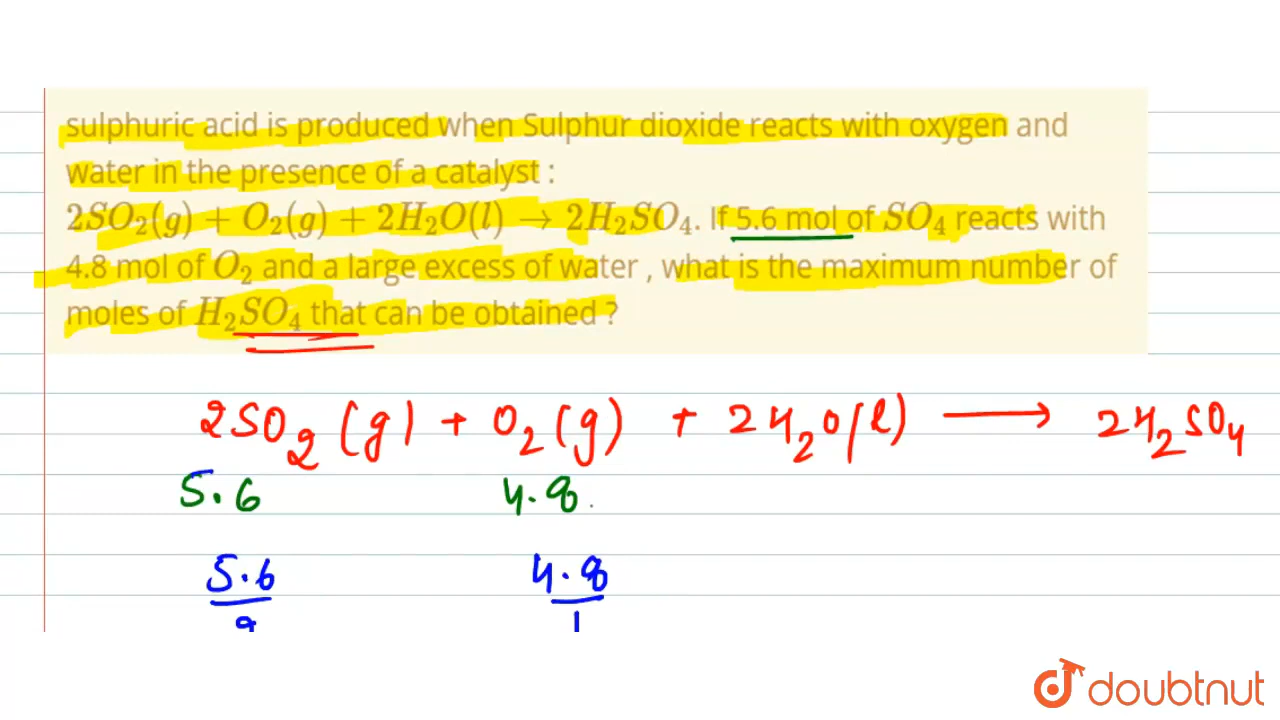 sulphuric acid is produced when Sulphur dioxide reacts with oxygen and
water in the presence of a catalyst :
2SO₂(g) + O₂(g) + 2H₂O(l) → 2H₂SO₄. If 5.6 mol of SO₄ reacts with
4.8 mol of O₂ and a large excess of water , what is the maximum number of
moles of H₂SO₄ that can be obtained ?
2SO₂(g) + O₂(g) + 2H₂O(l) → 2H₂SO₄
5.6 4.8
5.6 4.8
2 1
doubtnut